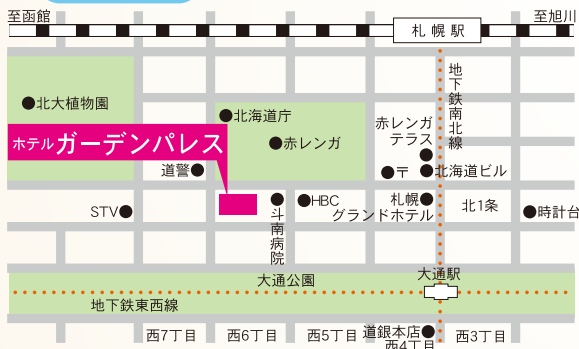 至函館
札幌駅
至旭川
地下鉄南北線
北大植物園
北海道庁
赤レンガ
テラス
赤レンガ
ホテル ガーデンパレス
道警
〒
北海道ビル
STV
斗南病院
HBC
札幌
グランドホテル
北1条
時計台
大通公園
大通駅
地下鉄東西線
西7丁目
西6丁目
西5丁目
道銀本店
西4丁目
西3丁目